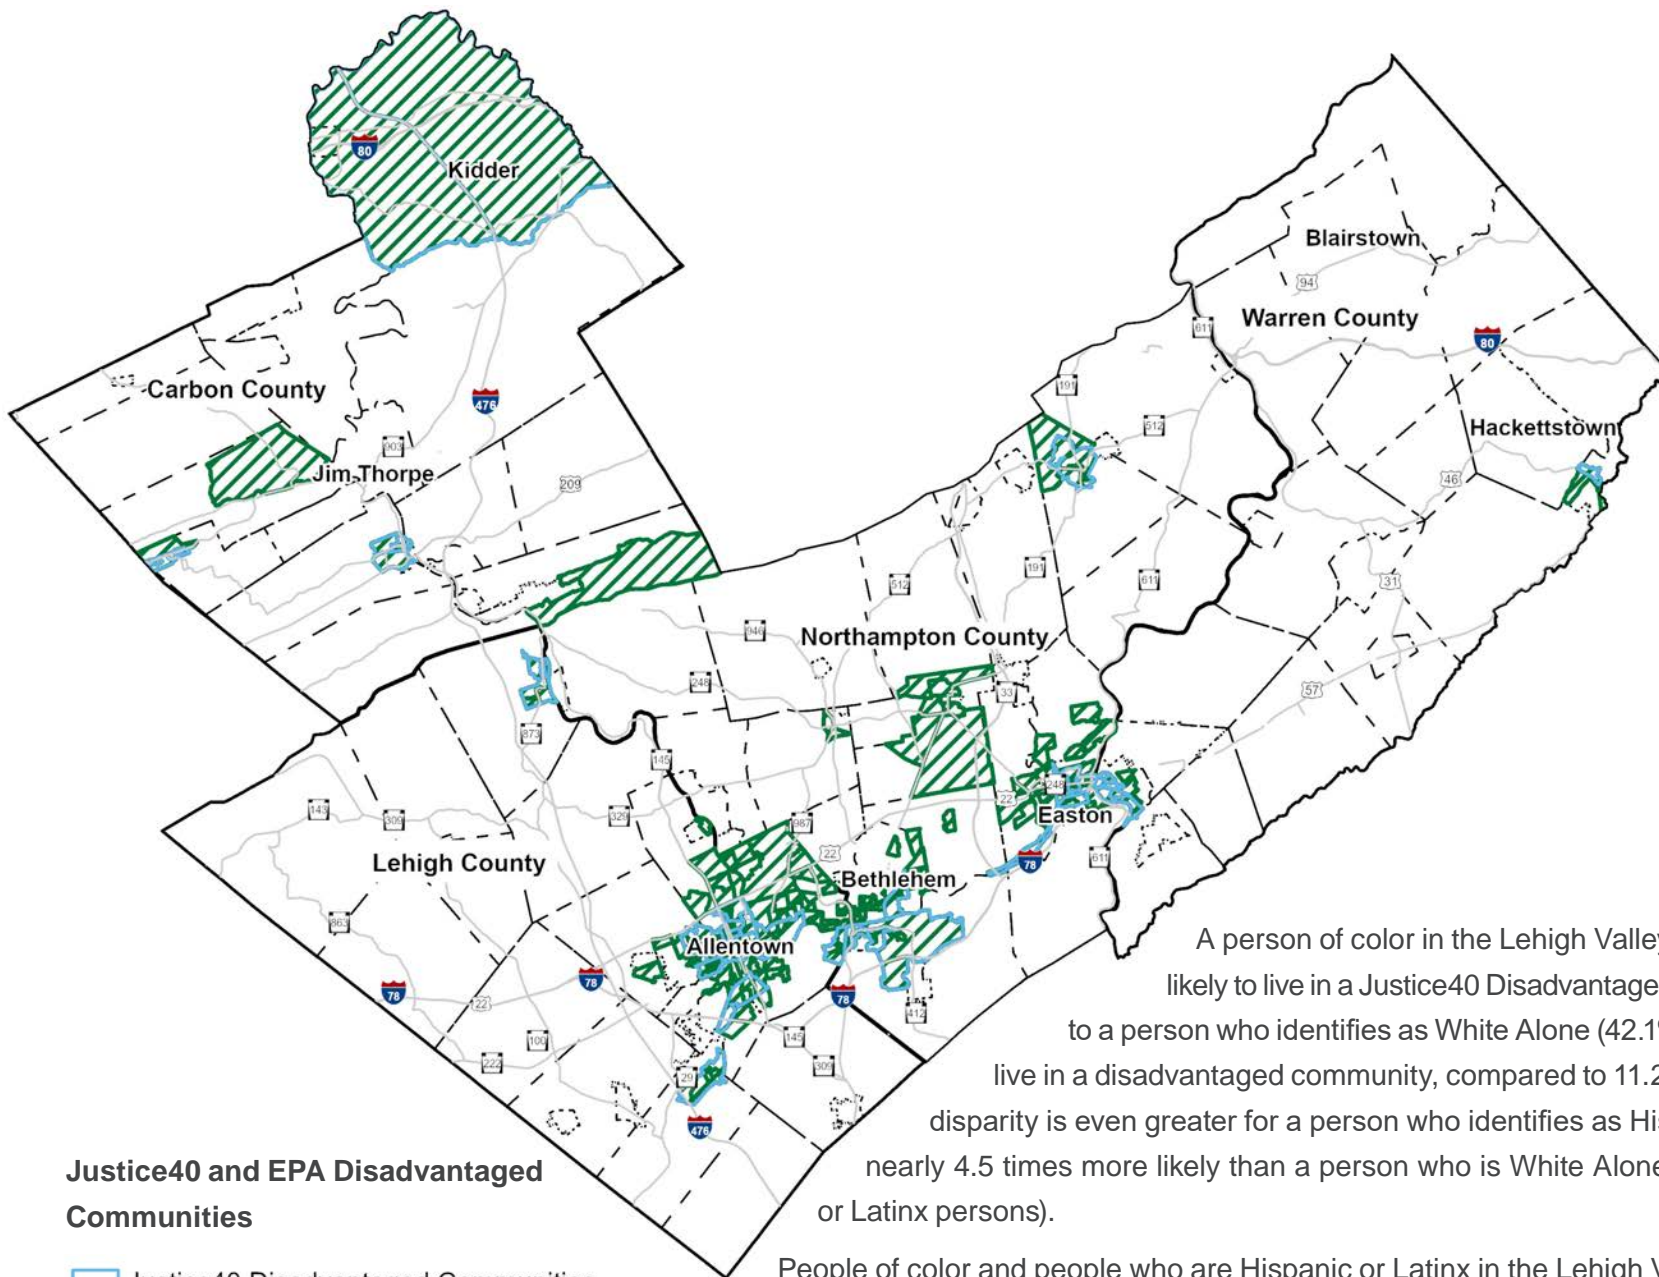 80
Kidder
Blairstown
94
611
Warren County
80
191
Carbon County
476
512
Hackettstown
903
Jim Thorpe
209
46
512
191
611
31
946
Northampton County
248
33
57
873
145
248
143
309
329
987
22
22
Easton
Lehigh County
Bethlehem
78
611
863
Allentown
78
78
22
78
412
A person of color in the Lehigh Valley
likely to live in a Justice40 Disadvantage
100
145
to a person who identifies as White Alone (42.1
222
309
29
live in a disadvantaged community, compared to 11.2
476
disparity is even greater for a person who identifies as His
nearly 4.5 times more likely than a person who is White Alone
or Latinx persons).
Justice40 and EPA Disadvantaged
Communities
Justice40 Disadvantaged Communities
People of color and people who are Hispanic or Latinx in the Lehigh V